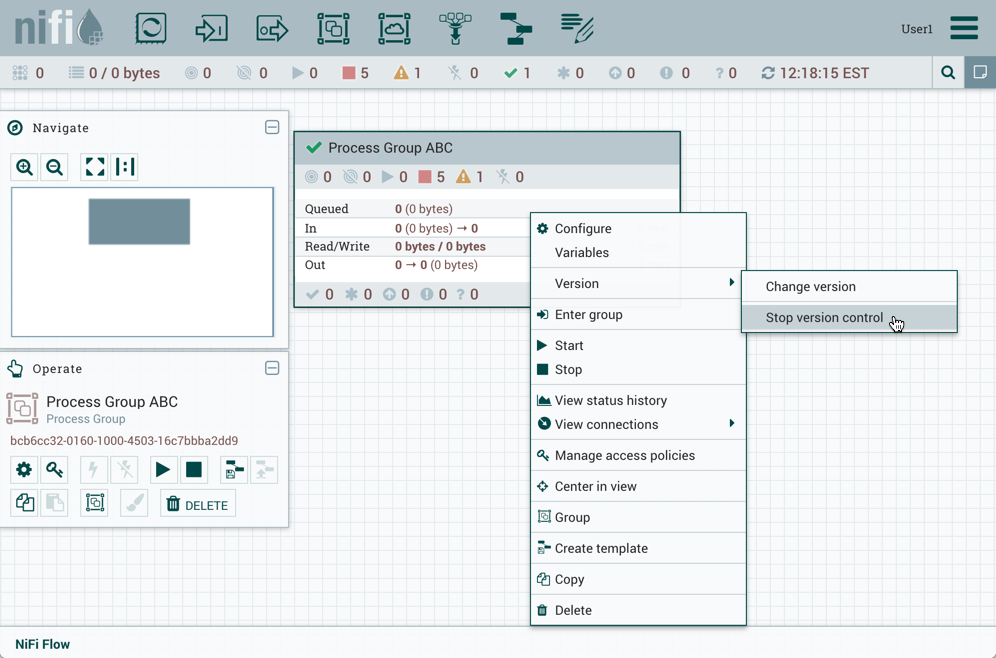 nifi
User1
0 0 / 0 bytes 0 0 0 5 1 0 1 0 0 0 ? 0 12:18:15 EST
Navigate
Process Group ABC
0 0 0 5 1 0
Queued 0 (0 bytes)
In 0 (0 bytes) → 0
Read/Write 0 bytes / 0 bytes
Out 0 → 0 (0 bytes)
0 0 0 0 ? 0
Configure
Variables
Version
Enter group
Start
Stop
View status history
View connections
Manage access policies
Center in view
Group
Create template
Copy
Delete
Change version
Stop version control
Operate
Process Group ABC
Process Group
bcb6cc32-0160-1000-4503-16c7bbba2dd9
DELETE
NiFi Flow